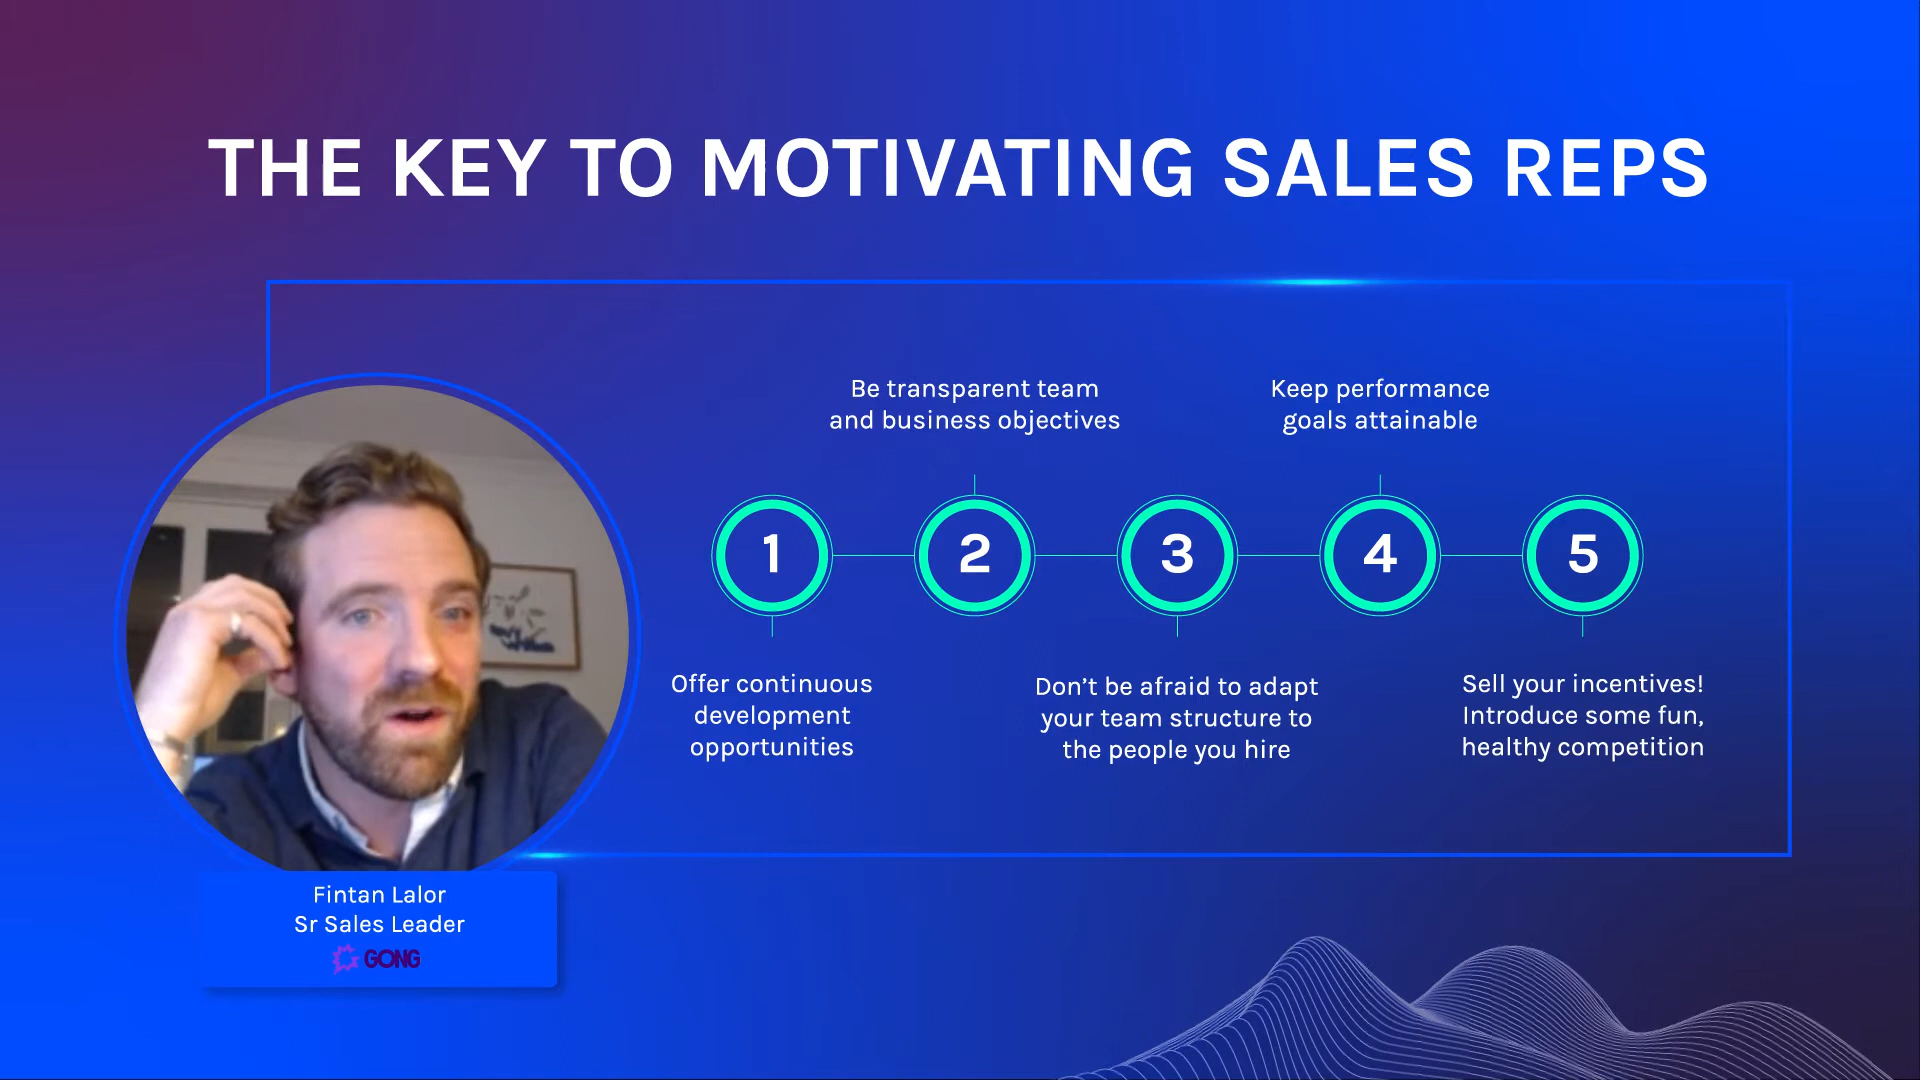 THE KEY TO MOTIVATING SALES REPS
Be transparent team
and business objectives
Keep performance
goals attainable
1
2
3
4
5
Offer continuous
development
opportunities
Don’t be afraid to adapt
your team structure to
the people you hire
Sell your incentives!
Introduce some fun,
healthy competition
Fintan Lalor
Sr Sales Leader
GONG